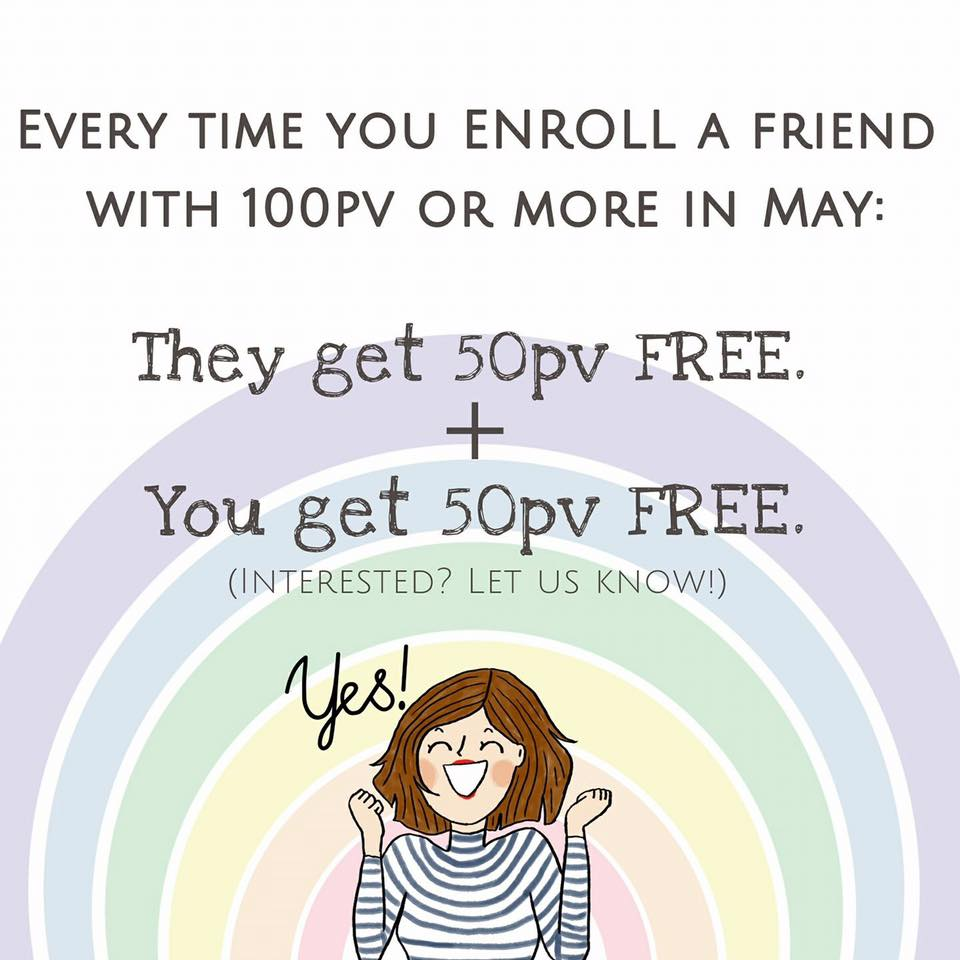 Every time you ENROLL a friend
with 100pv or more in May:
They get 50pv FREE.
+
You get 50pv FREE.
(Interested? Let us know!)
Yes!